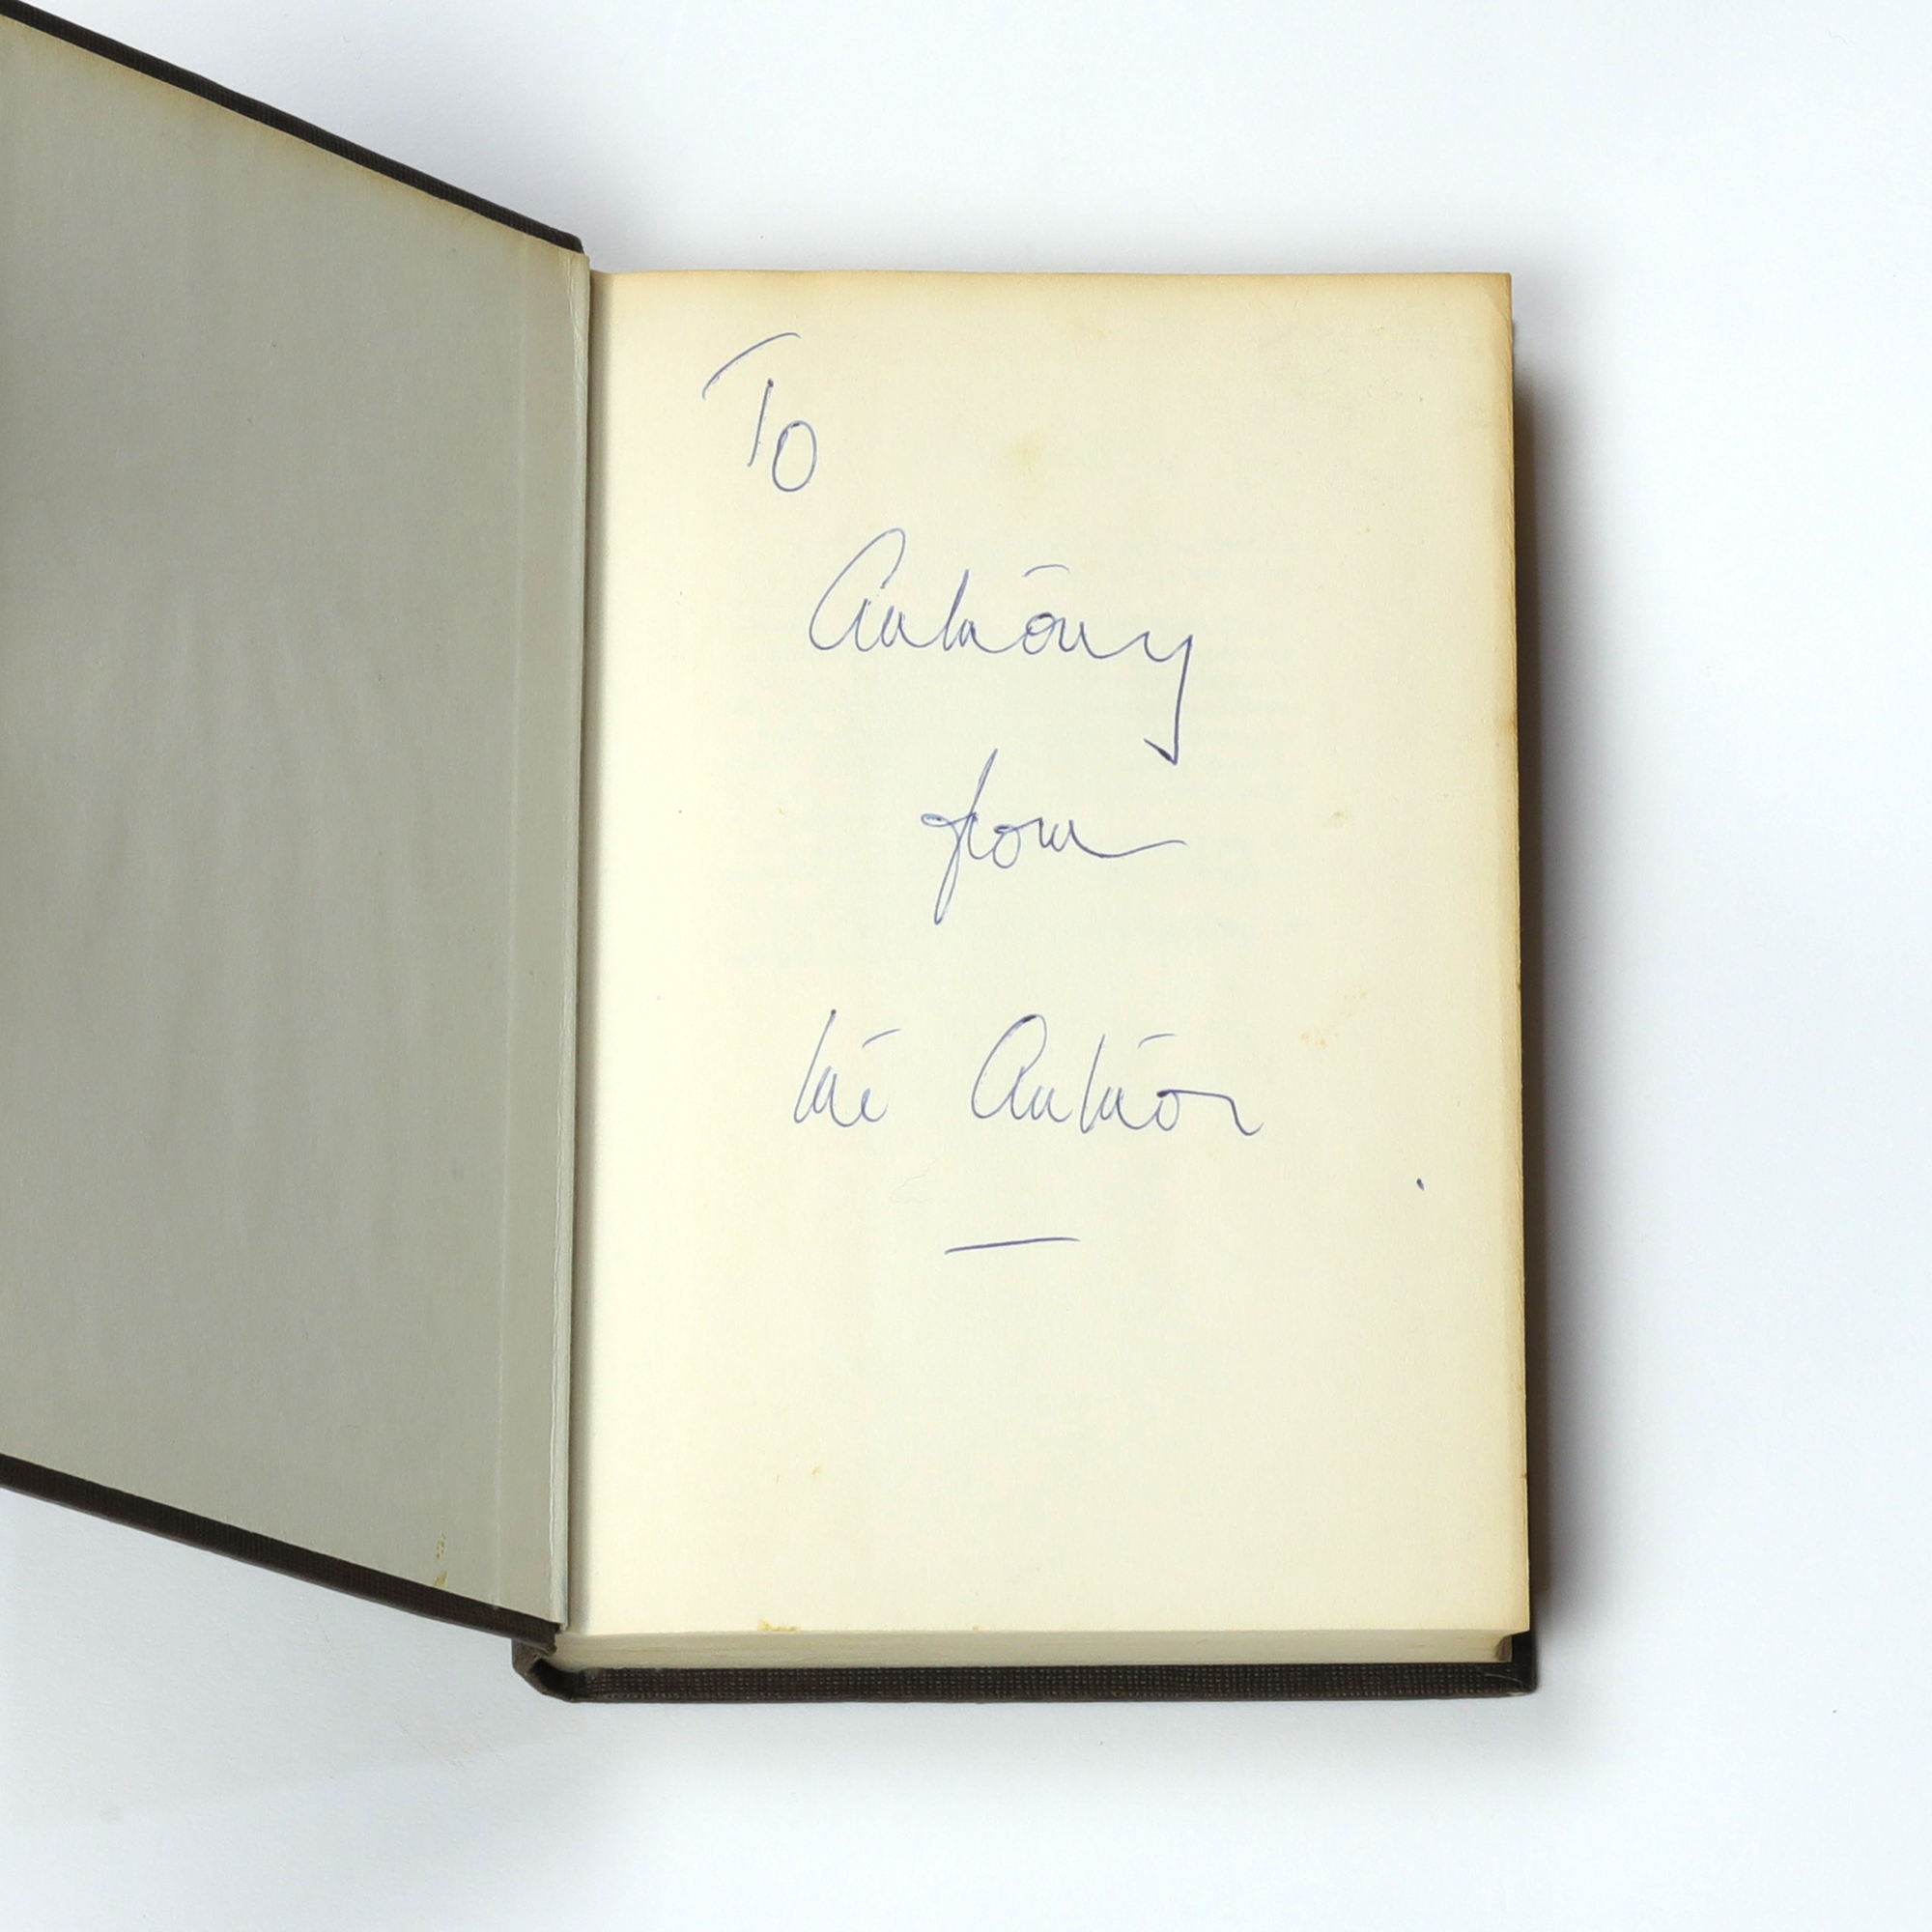 To
Anthony
from
the Author